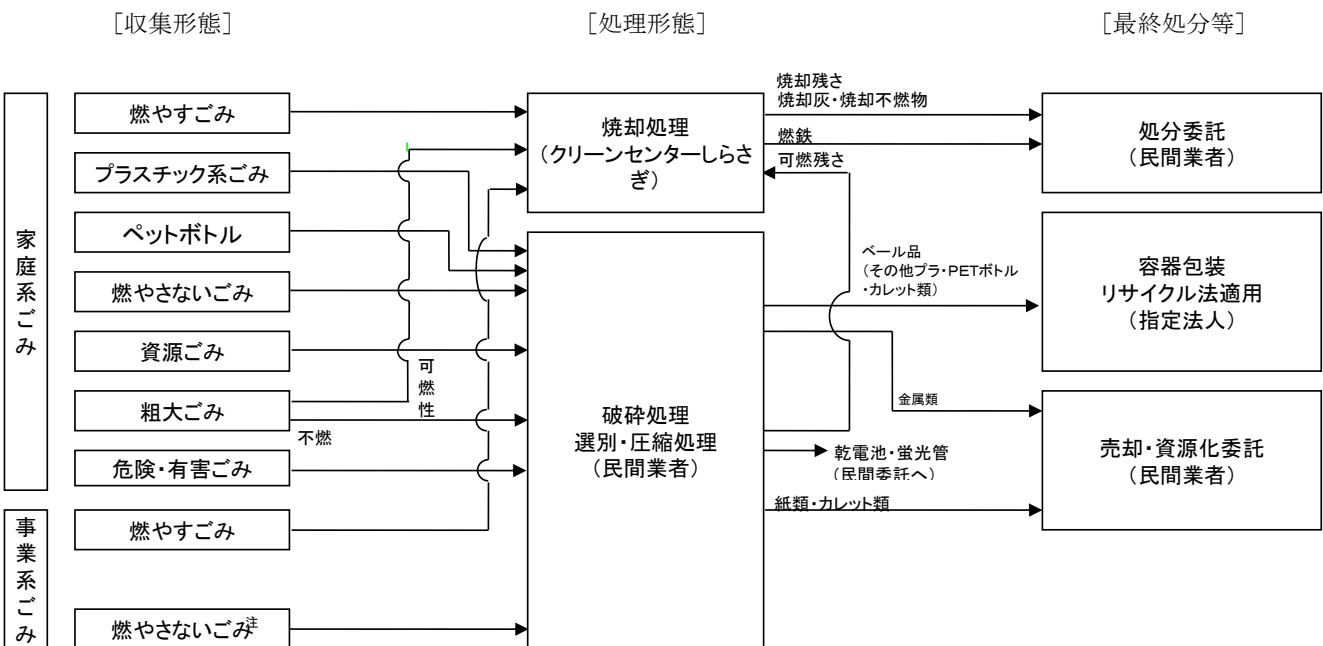 ［収集形態］
［処理形態］
［最終処分等］
家庭系ごみ
燃やすごみ
プラスチック系ごみ
ペットボトル
燃やさないごみ
資源ごみ
粗大ごみ
不燃
可燃性
危険・有害ごみ
事業系ごみ
燃やすごみ
燃やさないごみ注
焼却処理
（クリーンセンターしらさ
ぎ）
破砕処理
選別・圧縮処理
（民間業者）
焼却残さ
焼却灰・焼却不燃物
燃鉄
可燃残さ
ベール品
（その他プラ・PETボトル
・カレット類）
金属類
乾電池・蛍光管
（民間委託へ）
紙類・カレット類
処分委託
（民間業者）
容器包装
リサイクル法適用
（指定法人）
売却・資源化委託
（民間業者）